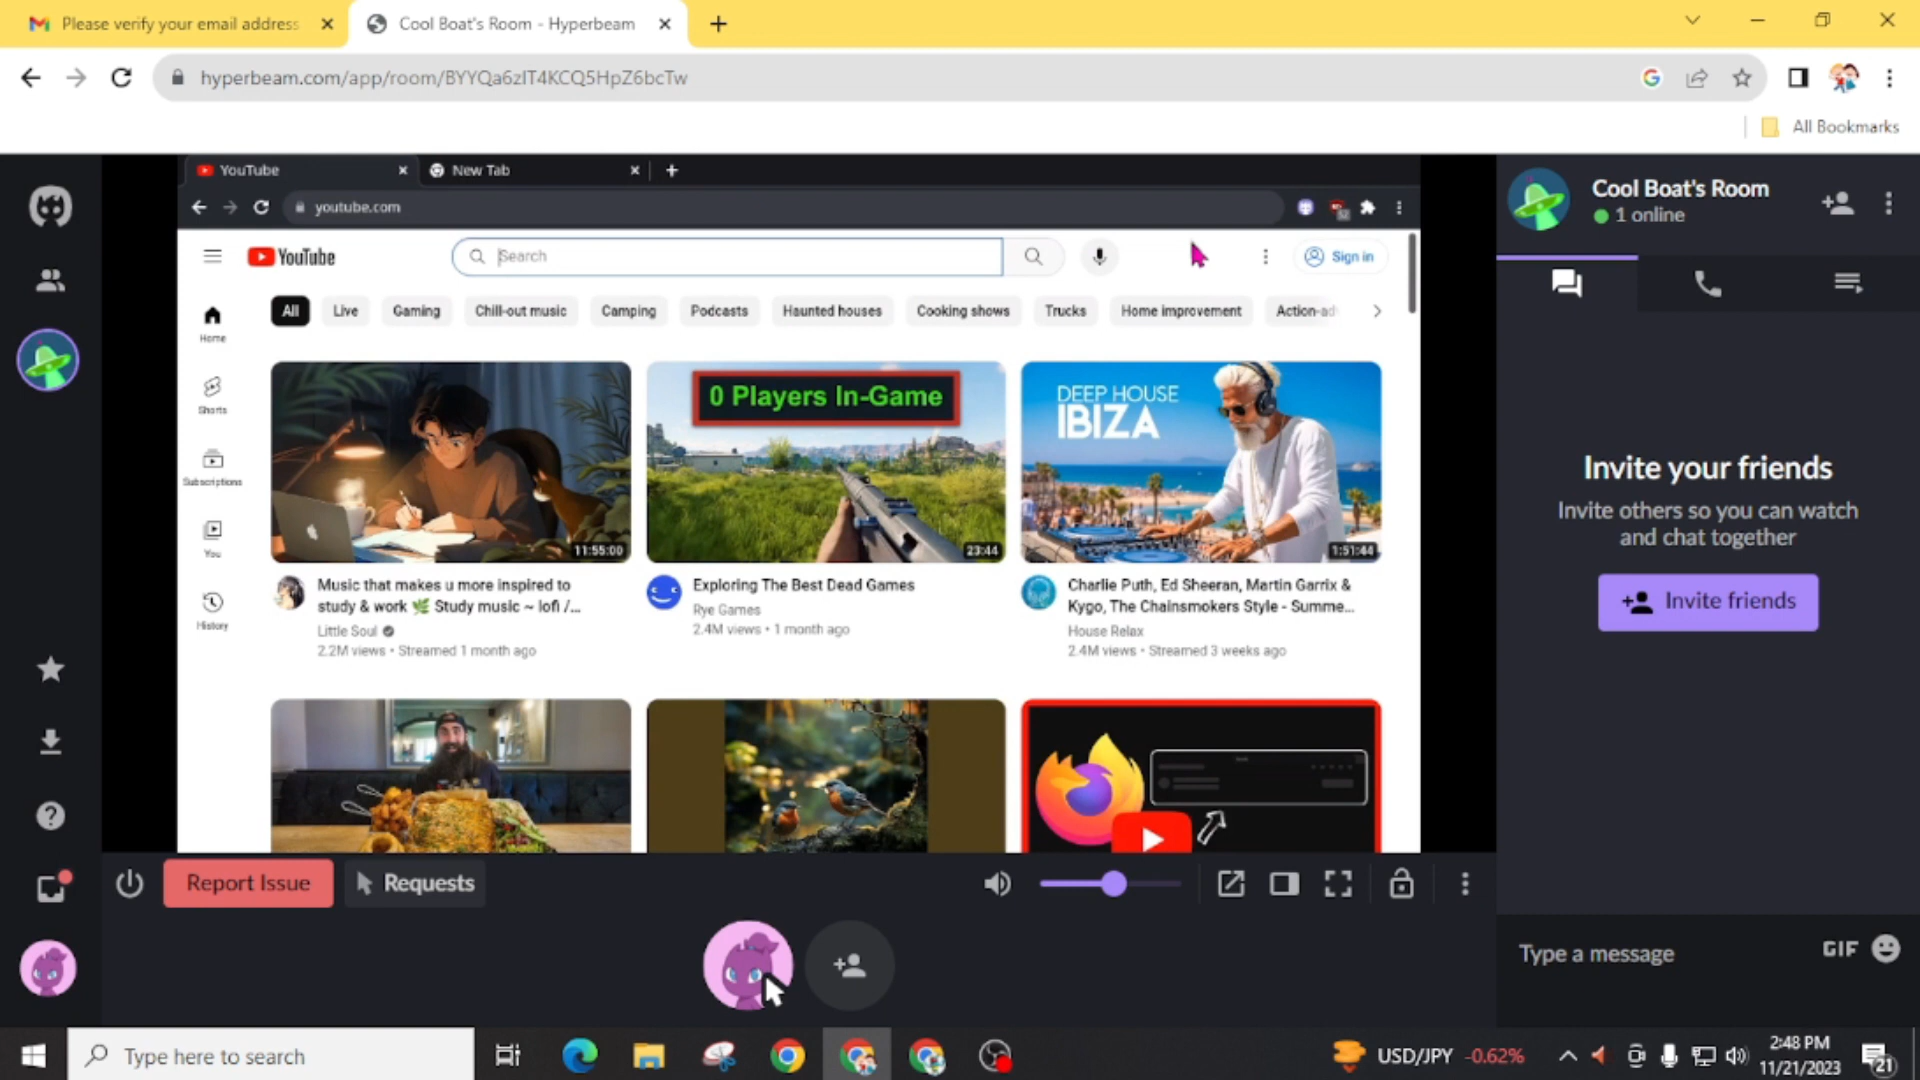 Please verify your email address
Cool Boat's Room - Hyperbeam
hyperbeam.com/app/room/BYYQa6zIT4KCQ5HpZ6bcTw
All Bookmarks
YouTube
New Tab
youtube.com
YouTube
Search
Sign in
All
Live
Gaming
Chill-out music
Camping
Podcasts
Haunted houses
Cooking shows
Trucks
Home improvement
Action-ad
Home
Shorts
Subscriptions
You
History
11:55:00
Music that makes u more inspired to
study & work 🌿 Study music ~ lofi /...
Little Soul
2.2M views • Streamed 1 month ago
0 Players In-Game
23:44
Exploring The Best Dead Games
Rye Games
2.4M views • 1 month ago
DEEP HOUSE
IBIZA
1:51:44
Charlie Puth, Ed Sheeran, Martin Garrix &
Kygo, The Chainsmokers Style - Summe...
House Relax
2.4M views • Streamed 3 weeks ago
Report Issue
Requests
Cool Boat's Room
1 online
Invite your friends
Invite others so you can watch
and chat together
Invite friends
Type a message
GIF
Type here to search
USD/JPY -0.62%
2:48 PM
11/21/2023
21